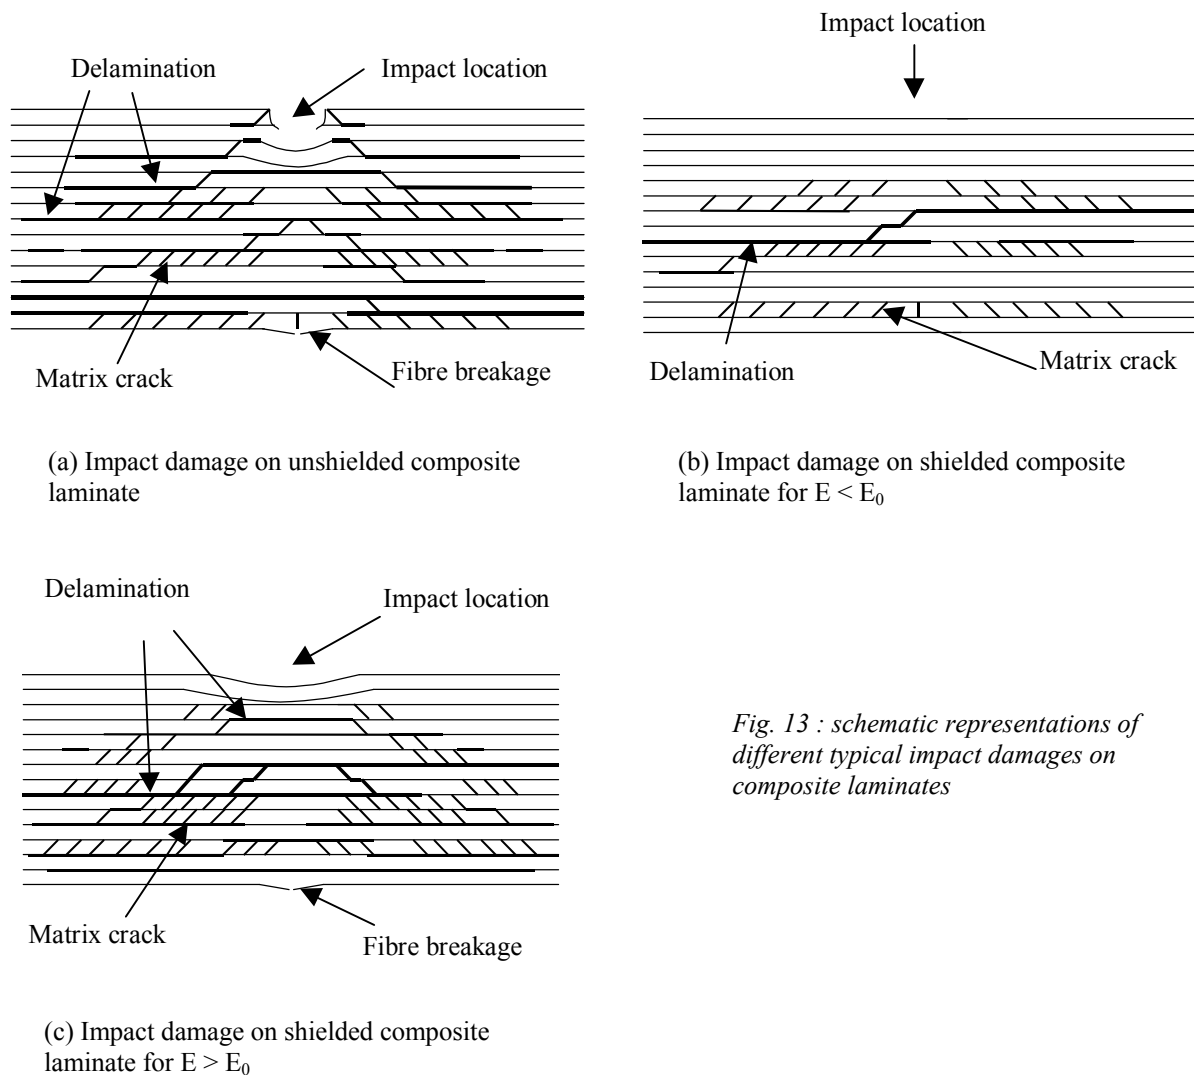 Delamination
Impact location
Matrix crack
Fibre breakage
(a) Impact damage on unshielded composite
laminate
Impact location
Delamination
Matrix crack
(b) Impact damage on shielded composite
laminate for E < E₀
Delamination
Impact location
Matrix crack
Fibre breakage
(c) Impact damage on shielded composite
laminate for E > E₀
Fig. 13 : schematic representations of
different typical impact damages on
composite laminates